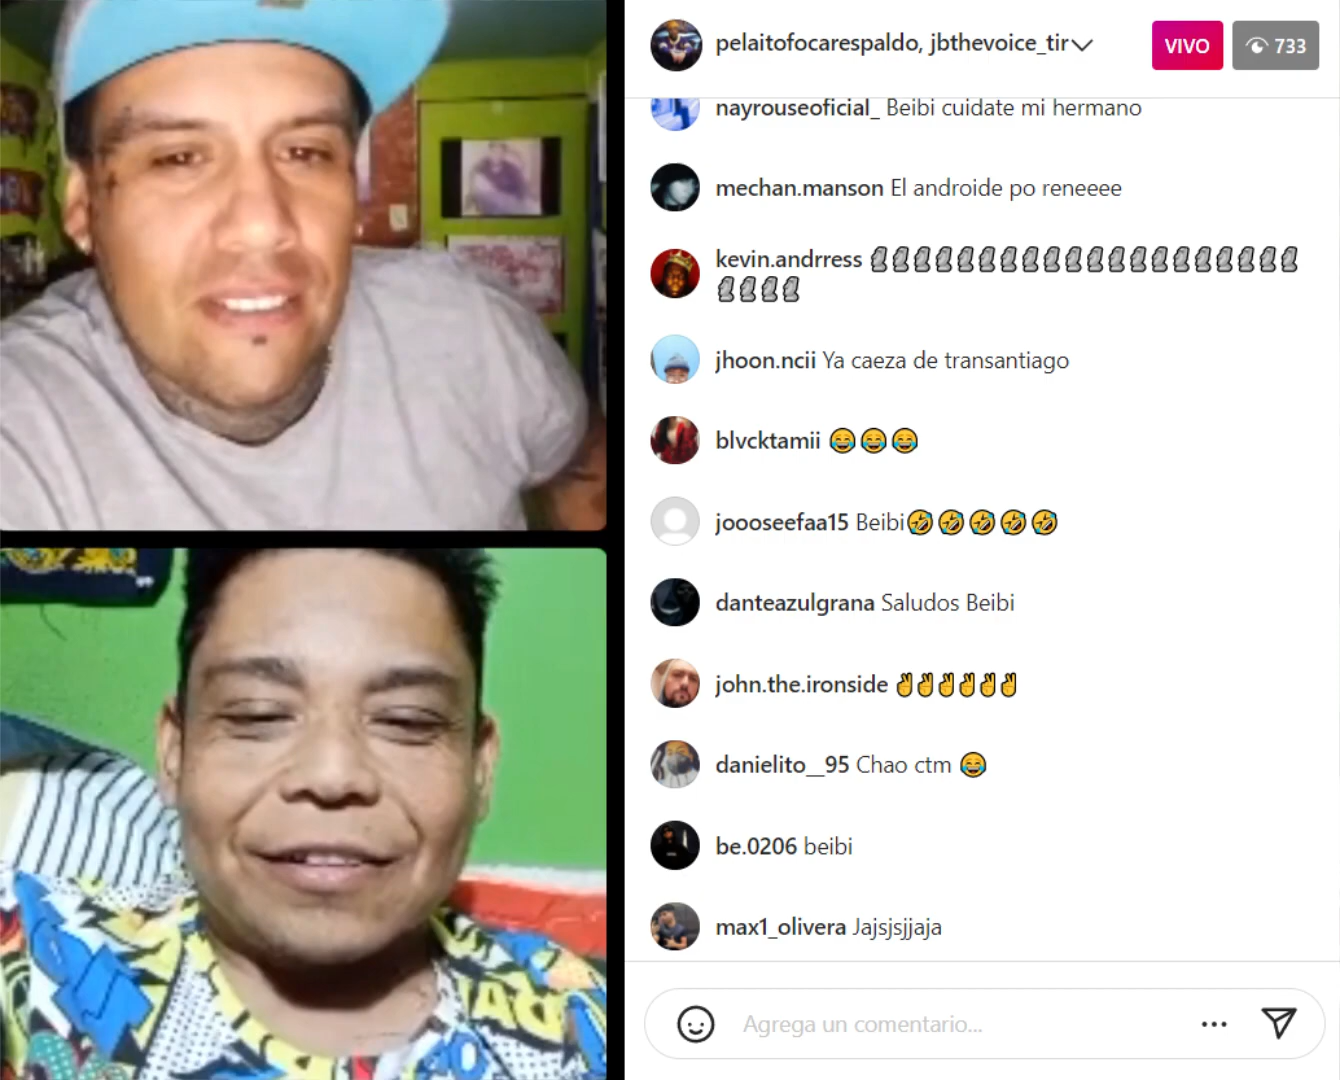 pelaitofocarespaldo, jbthevoice_tir
VIVO
733
nayrouseoficial_ Beibi cuidate mi hermano
mechan.manson El androide po reneeee
kevin.andrress 🗿🗿🗿🗿🗿🗿🗿🗿🗿🗿🗿🗿🗿🗿🗿🗿🗿🗿🗿🗿
🗿🗿🗿🗿
jhoon.ncii Ya caeza de transantiago
blvcktamii 😂😂😂
joooseefaa15 Beibi🤣🤣🤣🤣🤣
danteazulgrana Saludos Beibi
john.the.ironside ✌✌✌✌✌✌
danielito__95 Chao ctm 😂
be.0206 beibi
max1_olivera Jajsjsjjaja
Agrega un comentario...